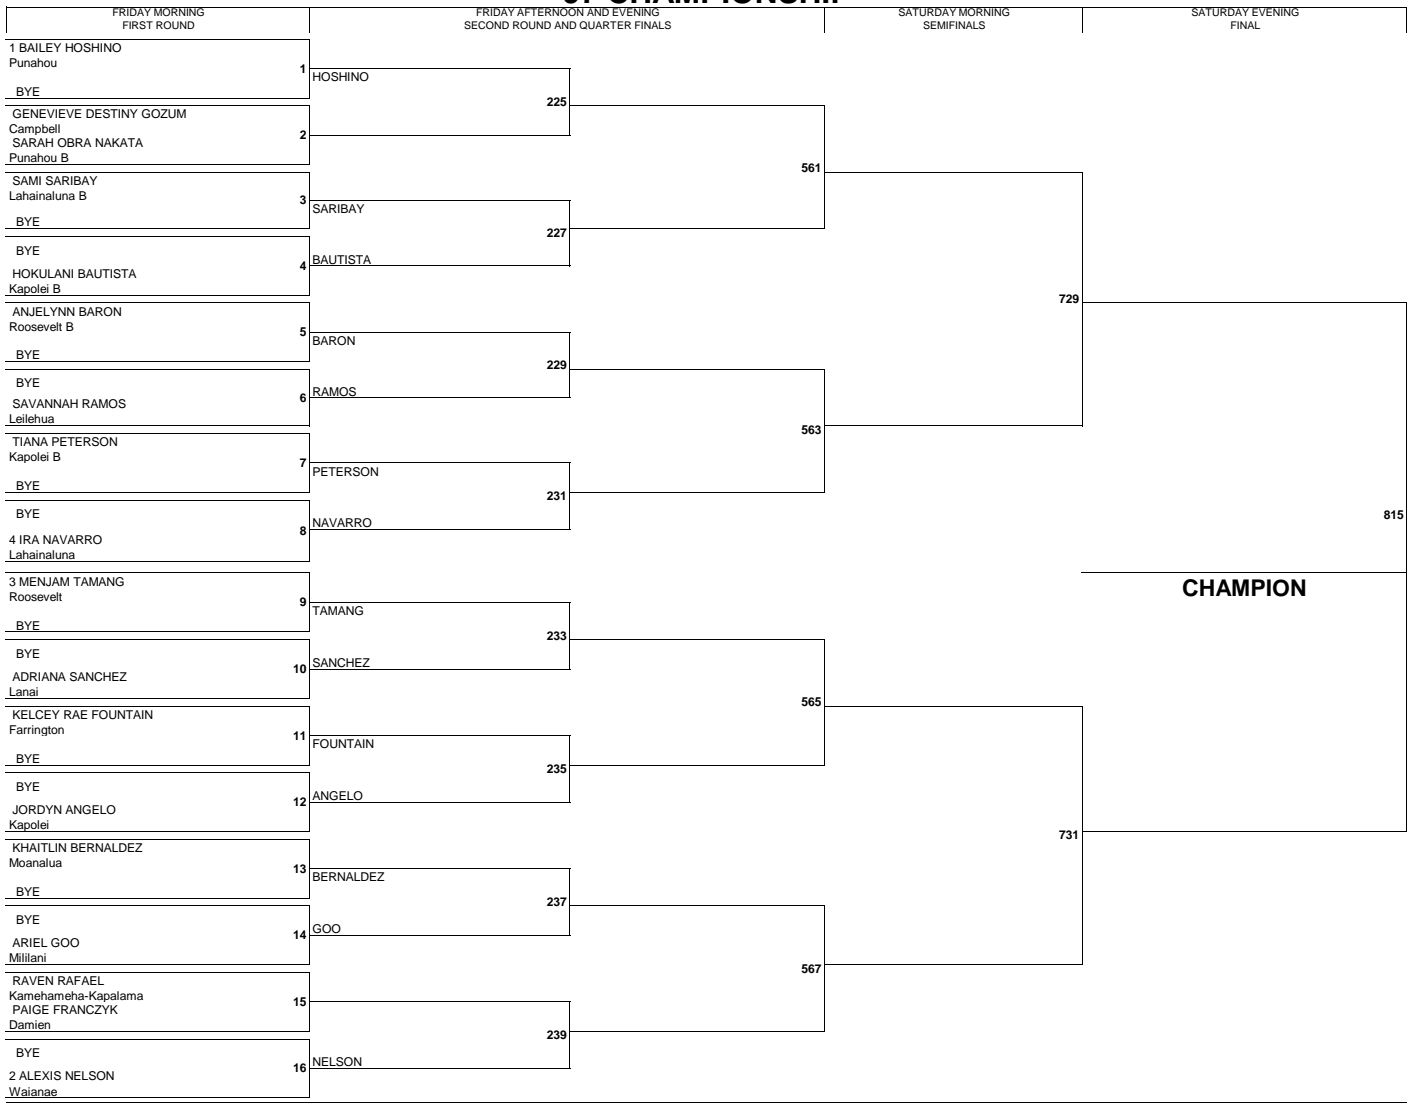 FRIDAY MORNING
FIRST ROUND
FRIDAY AFTERNOON AND EVENING
SECOND ROUND AND QUARTER FINALS
SATURDAY MORNING
SEMIFINALS
SATURDAY EVENING
FINAL
1 BAILEY HOSHINO
Punahou
1
BYE
HOSHINO
225
GENEVIEVE DESTINY GOZUM
Campbell
2
SARAH OBRA NAKATA
Punahou B
561
SAMI SARIBAY
Lahainaluna B
3
BYE
SARIBAY
227
BYE
4
HOKULANI BAUTISTA
Kapolei B
BAUTISTA
729
ANJELYNN BARON
Roosevelt B
5
BYE
BARON
229
BYE
6
SAVANNAH RAMOS
Leilehua
RAMOS
563
TIANA PETERSON
Kapolei B
7
BYE
PETERSON
231
BYE
8
4 IRA NAVARRO
Lahainaluna
NAVARRO
815
CHAMPION
3 MENJAM TAMANG
Roosevelt
9
BYE
TAMANG
233
BYE
10
ADRIANA SANCHEZ
Lanai
SANCHEZ
565
KELCEY RAE FOUNTAIN
Farrington
11
BYE
FOUNTAIN
235
BYE
12
JORDYN ANGELO
Kapolei
ANGELO
731
KHAITLIN BERNALDEZ
Moanalua
13
BYE
BERNALDEZ
237
BYE
14
ARIEL GOO
Mililani
GOO
567
RAVEN RAFAEL
Kamehameha-Kapalama
15
PAIGE FRANCZYK
Damien
239
BYE
16
2 ALEXIS NELSON
Waianae
NELSON